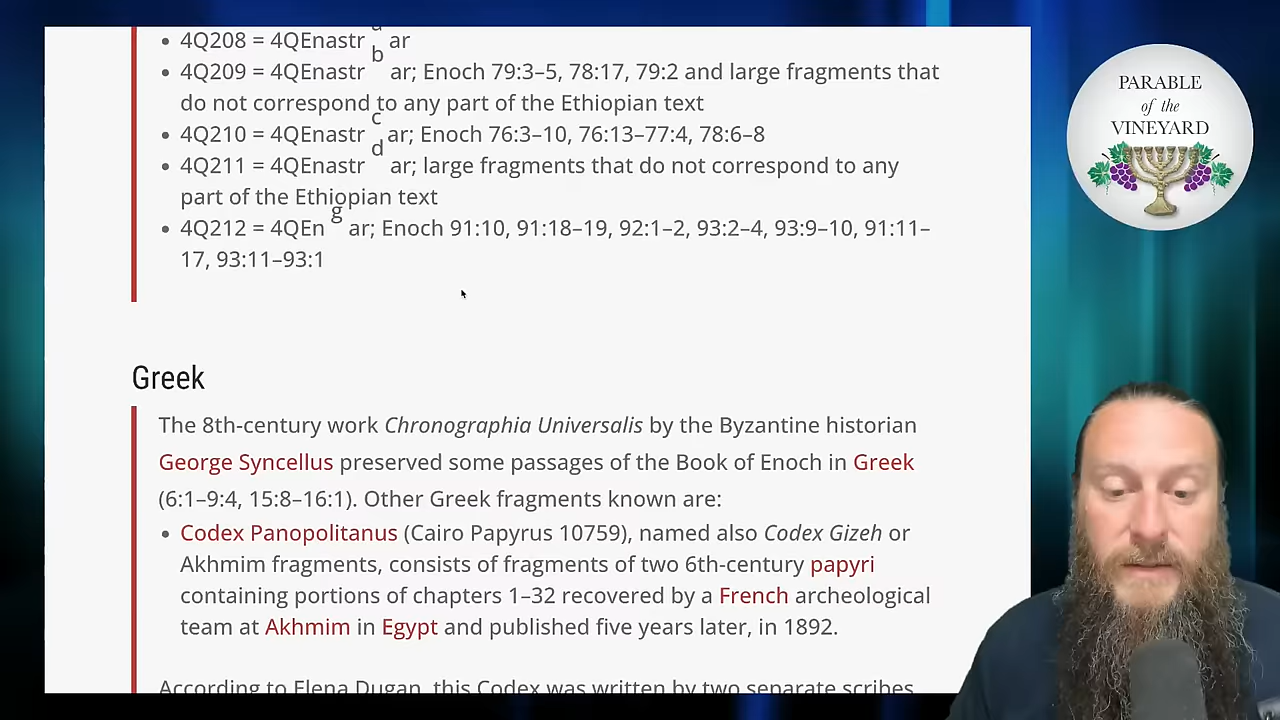 4Q208 = 4QEnastr a ar
4Q209 = 4QEnastr b ar; Enoch 79:3–5, 78:17, 79:2 and large fragments that
do not correspond to any part of the Ethiopian text
4Q210 = 4QEnastr c ar; Enoch 76:3–10, 76:13–77:4, 78:6–8
4Q211 = 4QEnastr d ar; large fragments that do not correspond to any
part of the Ethiopian text
4Q212 = 4QEn g ar; Enoch 91:10, 91:18–19, 92:1–2, 93:2–4, 93:9–10, 91:11–
17, 93:11–93:1
Greek
The 8th-century work Chronographia Universalis by the Byzantine historian
George Syncellus preserved some passages of the Book of Enoch in Greek
(6:1–9:4, 15:8–16:1). Other Greek fragments known are:
Codex Panopolitanus (Cairo Papyrus 10759), named also Codex Gizeh or
Akhmim fragments, consists of fragments of two 6th-century papyri
containing portions of chapters 1–32 recovered by a French archeological
team at Akhmim in Egypt and published five years later, in 1892.
According to Elena Dugan, this Codex was written by two separate scribes
PARABLE
of the
VINEYARD